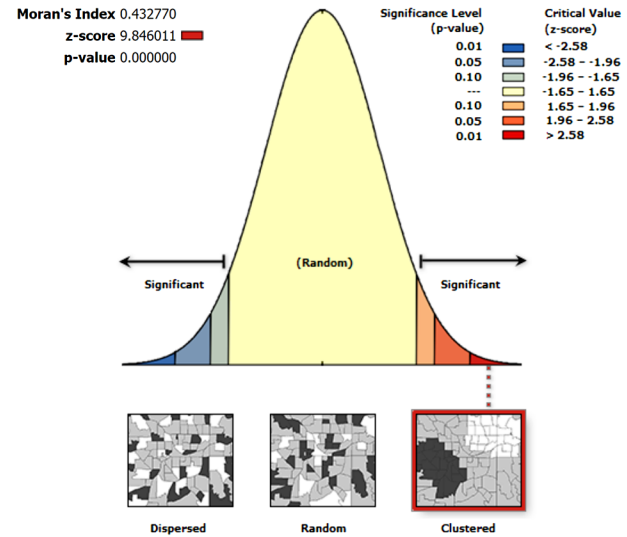 Moran's Index 0.432770
z-score 9.846011
p-value 0.000000
Significance Level
(p-value)
Critical Value
(z-score)
0.01 < -2.58
0.05 -2.58 – -1.96
0.10 -1.96 – -1.65
--- -1.65 – 1.65
0.10 1.65 – 1.96
0.05 1.96 – 2.58
0.01 > 2.58
(Random)
Significant
Significant
Dispersed
Random
Clustered